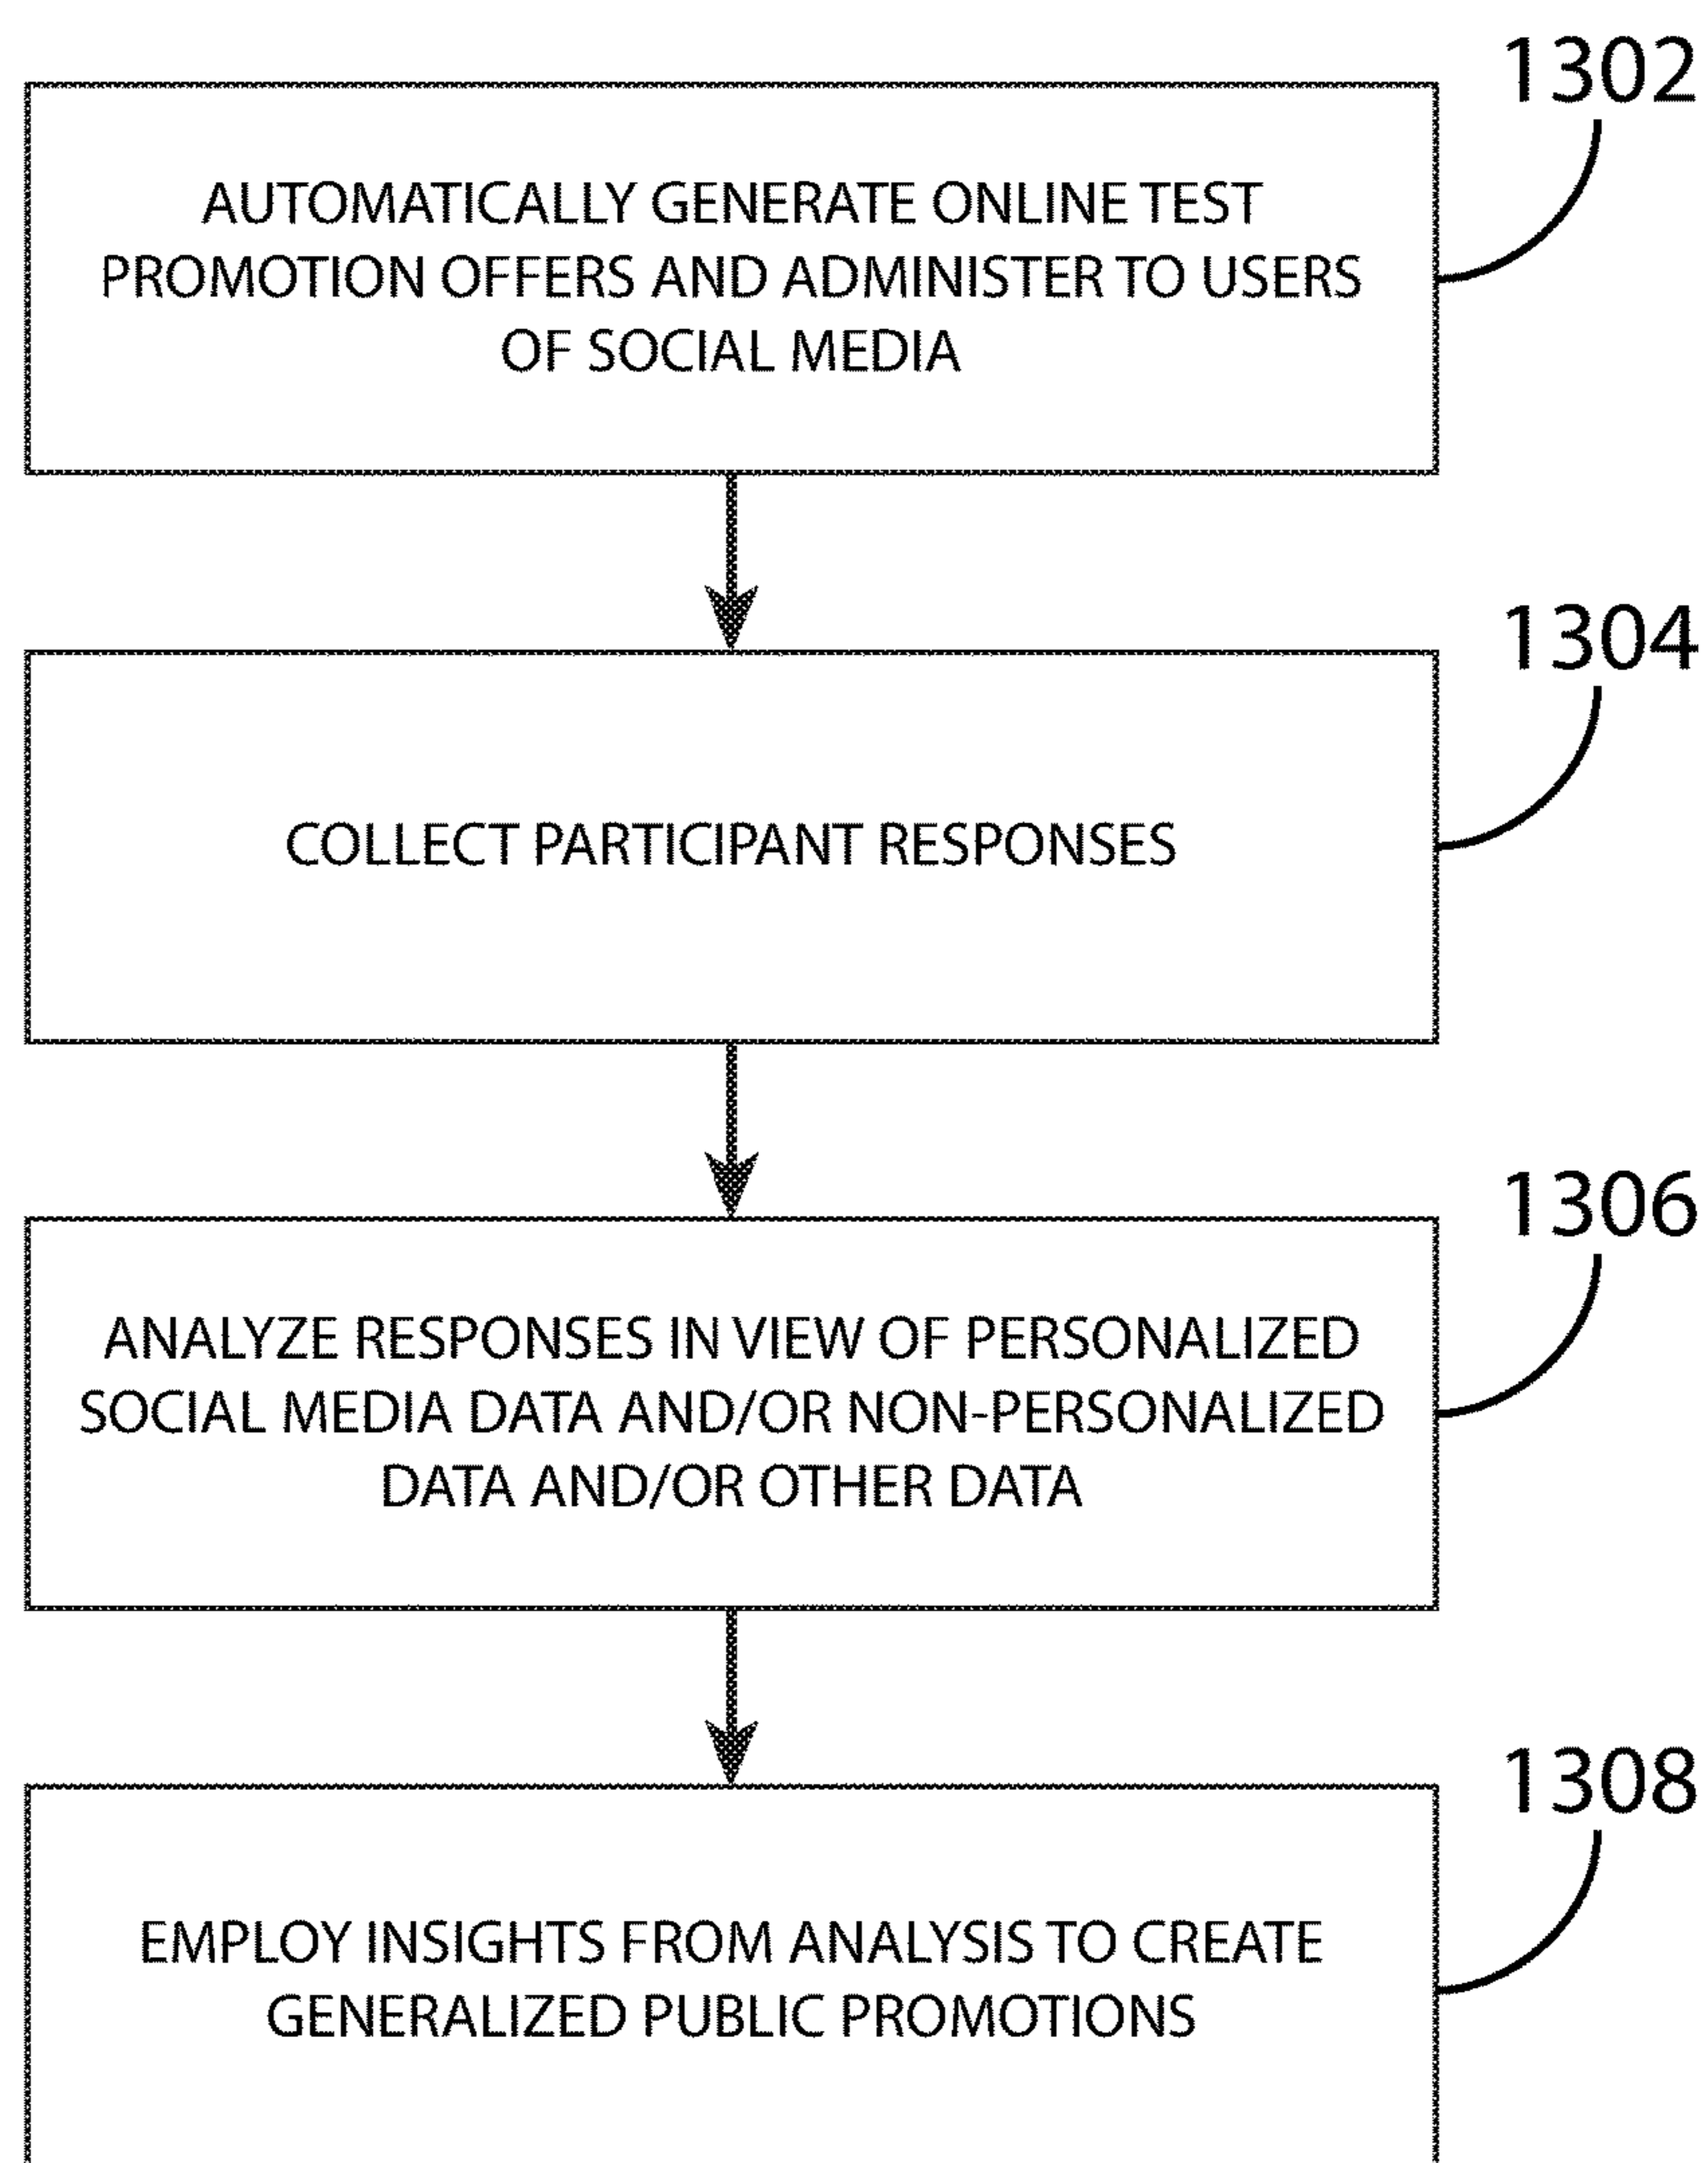 1302
AUTOMATICALLY GENERATE ONLINE TEST
PROMOTION OFFERS AND ADMINISTER TO USERS
OF SOCIAL MEDIA
1304
COLLECT PARTICIPANT RESPONSES
1306
ANALYZE RESPONSES IN VIEW OF PERSONALIZED
SOCIAL MEDIA DATA AND/OR NON-PERSONALIZED
DATA AND/OR OTHER DATA
1308
EMPLOY INSIGHTS FROM ANALYSIS TO CREATE
GENERALIZED PUBLIC PROMOTIONS